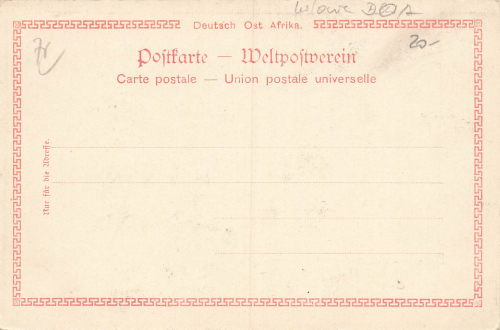 DOA
Deutsch Ost Afrika.
20-
Postkarte — Weltpostverein
Carte postale — Union postale universelle
Nur für die Adresse.